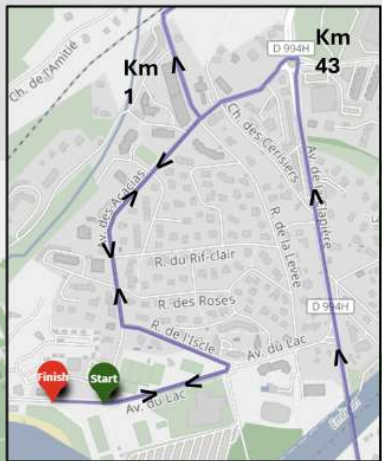 Ch. de l'Amitié
Km
1
D 994H
Km
43
Ch. des Cerisiers
Av. des Acacias
R. de la Levée
R. du Rif-clair
R. des Roses
D 994H
R. de l'Iscle
Av. du Lac
Finish
Start
Av. du Lac